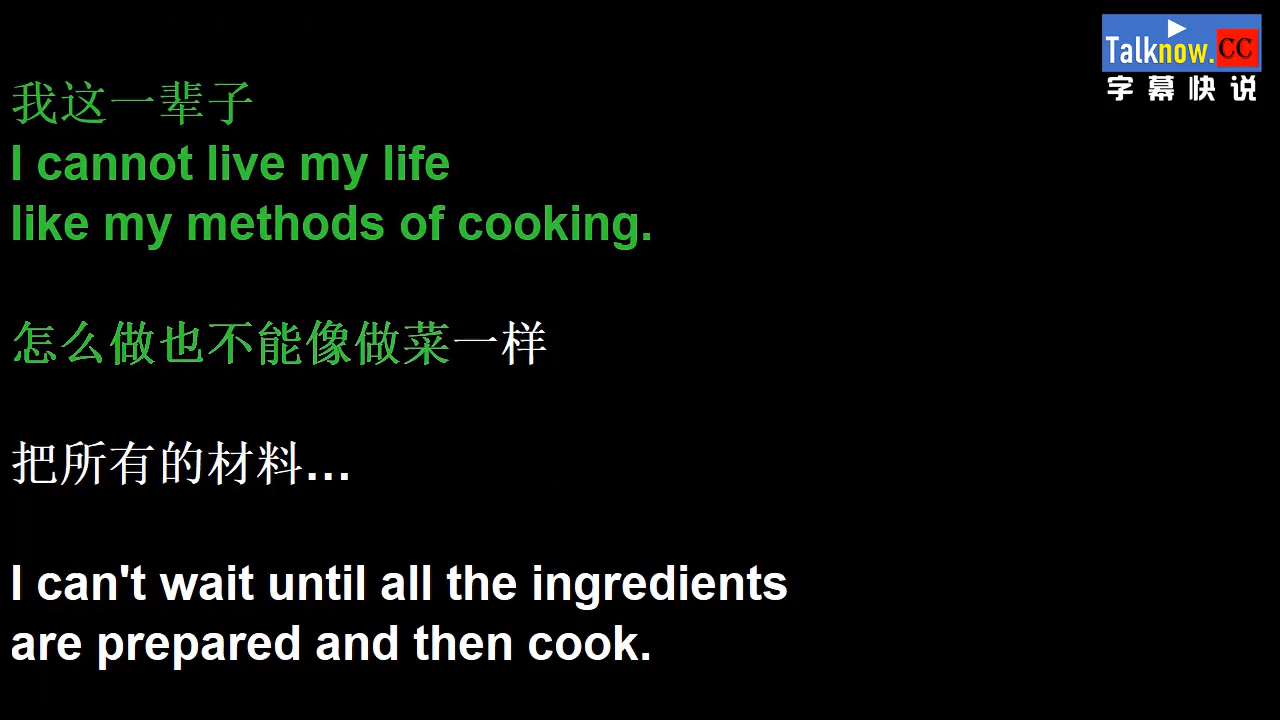 Talknow.CC
字幕快说
我这一辈子
I cannot live my life
like my methods of cooking.
怎么做也不能像做菜一样
把所有的材料...
I can't wait until all the ingredients
are prepared and then cook.